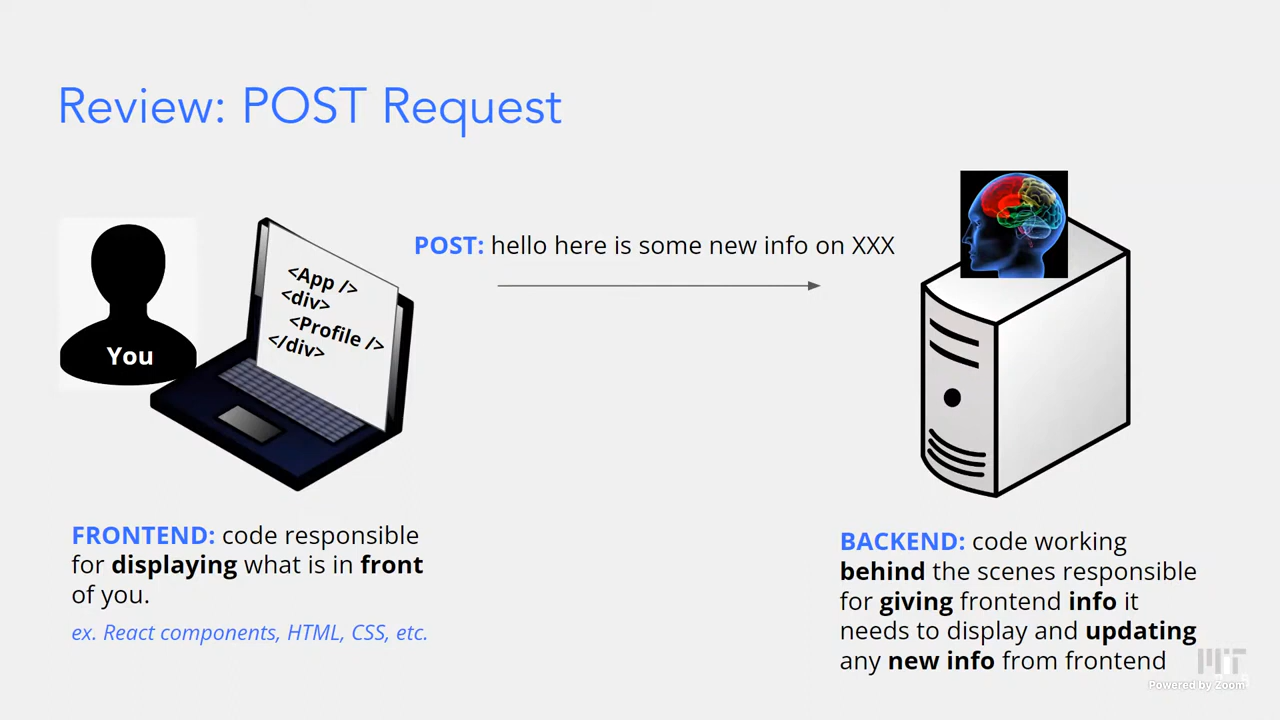 Review: POST Request
You
<App />
<div>
<Profile />
</div>
POST: hello here is some new info on XXX
FRONTEND: code responsible
for displaying what is in front
of you.
ex. React components, HTML, CSS, etc.
BACKEND: code working
behind the scenes responsible
for giving frontend info it
needs to display and updating
any new info from frontend
MIT
Powered by Zoom